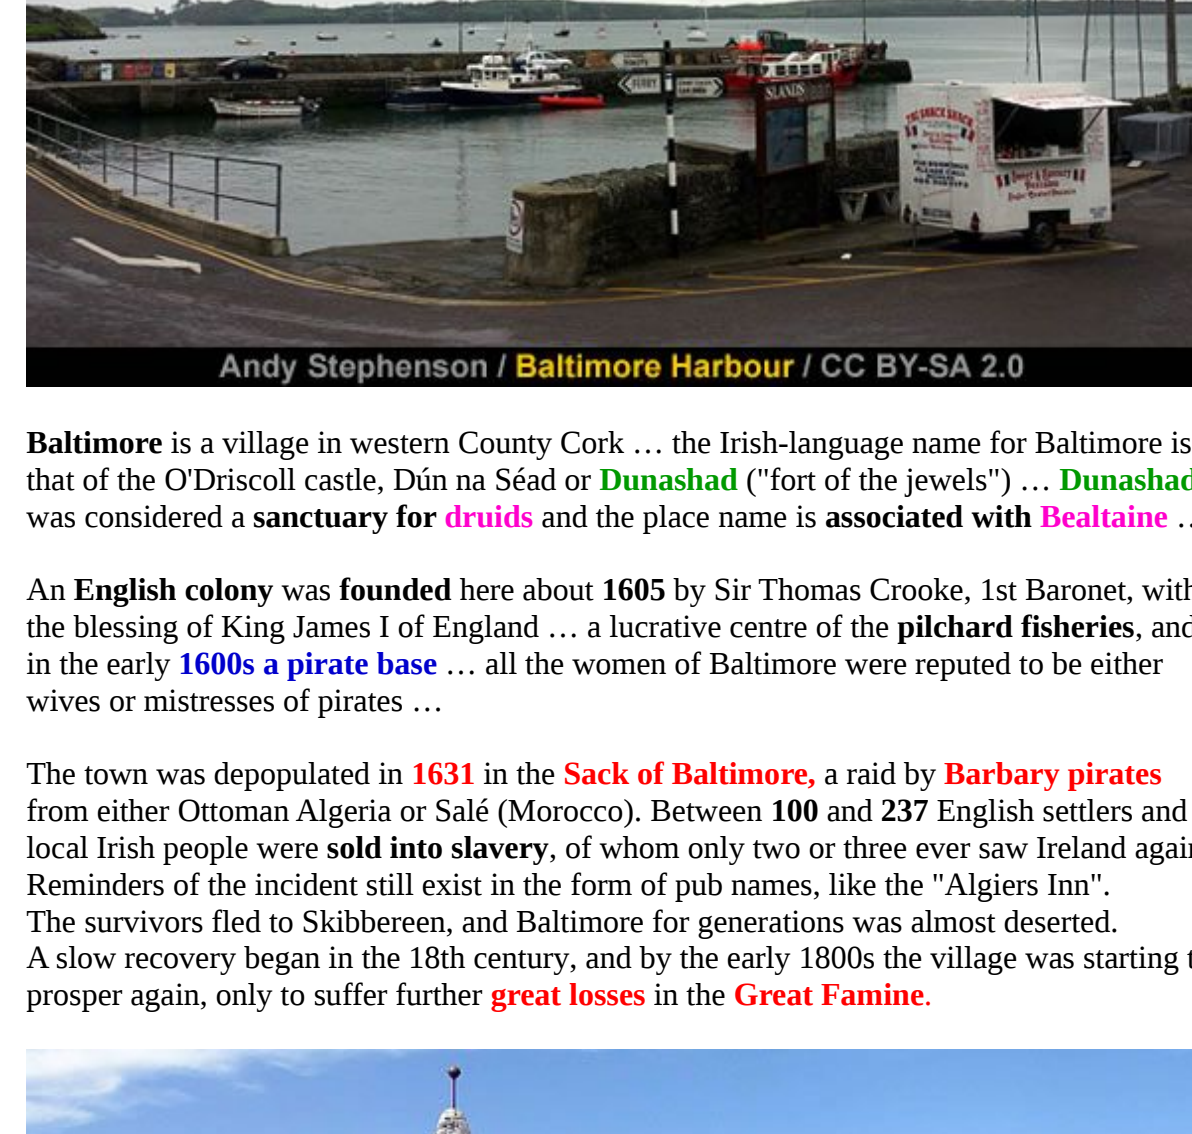 FERRY
ISLANDS
THE SNACK SHACK
Sweet & Savoury
Pancakes
Andy Stephenson / Baltimore Harbour / CC BY-SA 2.0
Baltimore is a village in western County Cork … the Irish-language name for Baltimore is
that of the O'Driscoll castle, Dún na Séad or Dunashad ("fort of the jewels") … Dunashad
was considered a sanctuary for druids and the place name is associated with Bealtaine …
An English colony was founded here about 1605 by Sir Thomas Crooke, 1st Baronet, with
the blessing of King James I of England … a lucrative centre of the pilchard fisheries, and
in the early 1600s a pirate base … all the women of Baltimore were reputed to be either
wives or mistresses of pirates …
The town was depopulated in 1631 in the Sack of Baltimore, a raid by Barbary pirates
from either Ottoman Algeria or Salé (Morocco). Between 100 and 237 English settlers and
local Irish people were sold into slavery, of whom only two or three ever saw Ireland again
Reminders of the incident still exist in the form of pub names, like the "Algiers Inn".
The survivors fled to Skibbereen, and Baltimore for generations was almost deserted.
A slow recovery began in the 18th century, and by the early 1800s the village was starting t
prosper again, only to suffer further great losses in the Great Famine.